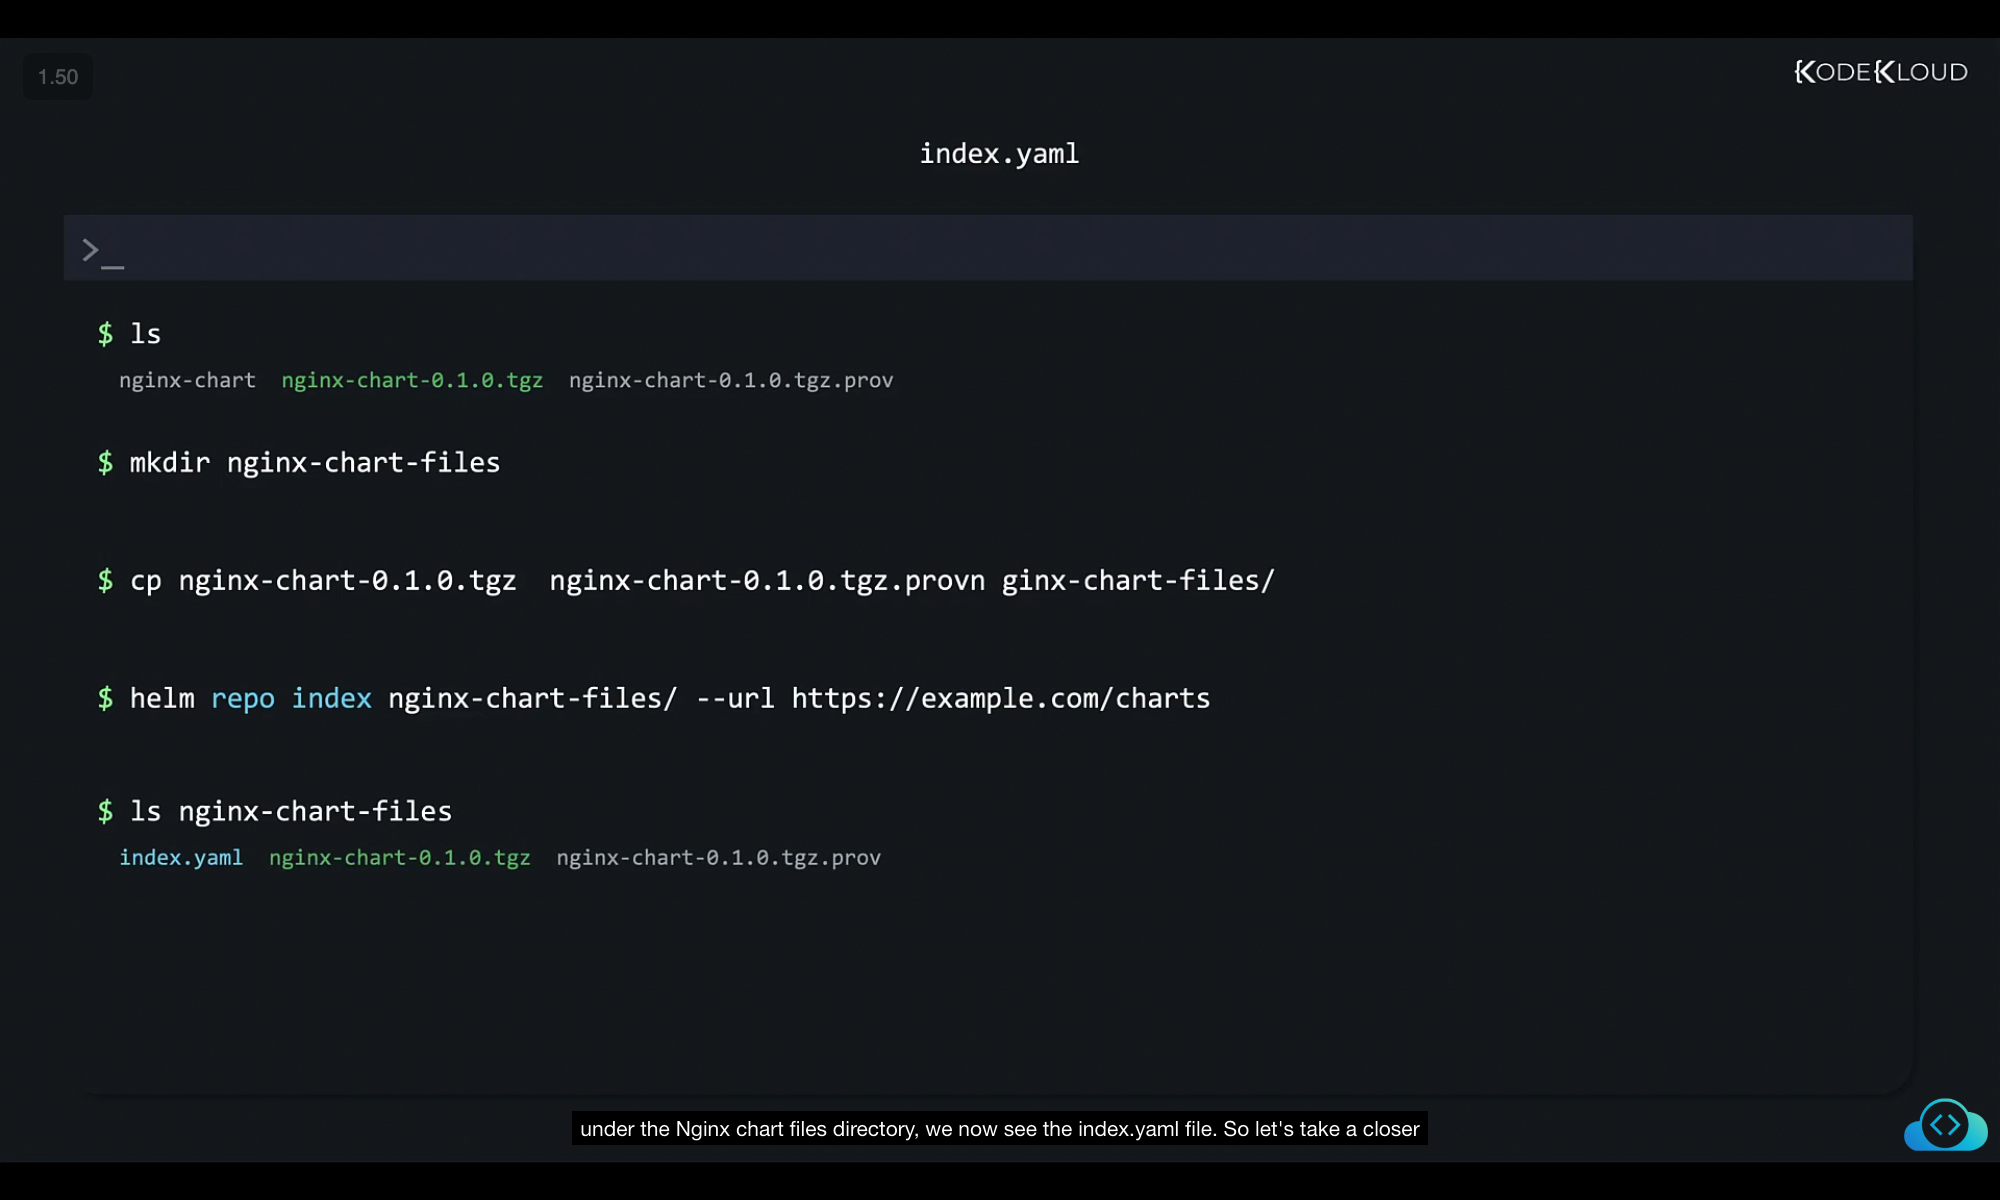 1.50
KODEKLOUD
index.yaml
>_
$ ls
nginx-chart nginx-chart-0.1.0.tgz nginx-chart-0.1.0.tgz.prov
$ mkdir nginx-chart-files
$ cp nginx-chart-0.1.0.tgz nginx-chart-0.1.0.tgz.provn ginx-chart-files/
$ helm repo index nginx-chart-files/ --url https://example.com/charts
$ ls nginx-chart-files
index.yaml nginx-chart-0.1.0.tgz nginx-chart-0.1.0.tgz.prov
under the Nginx chart files directory, we now see the index.yaml file. So let's take a closer